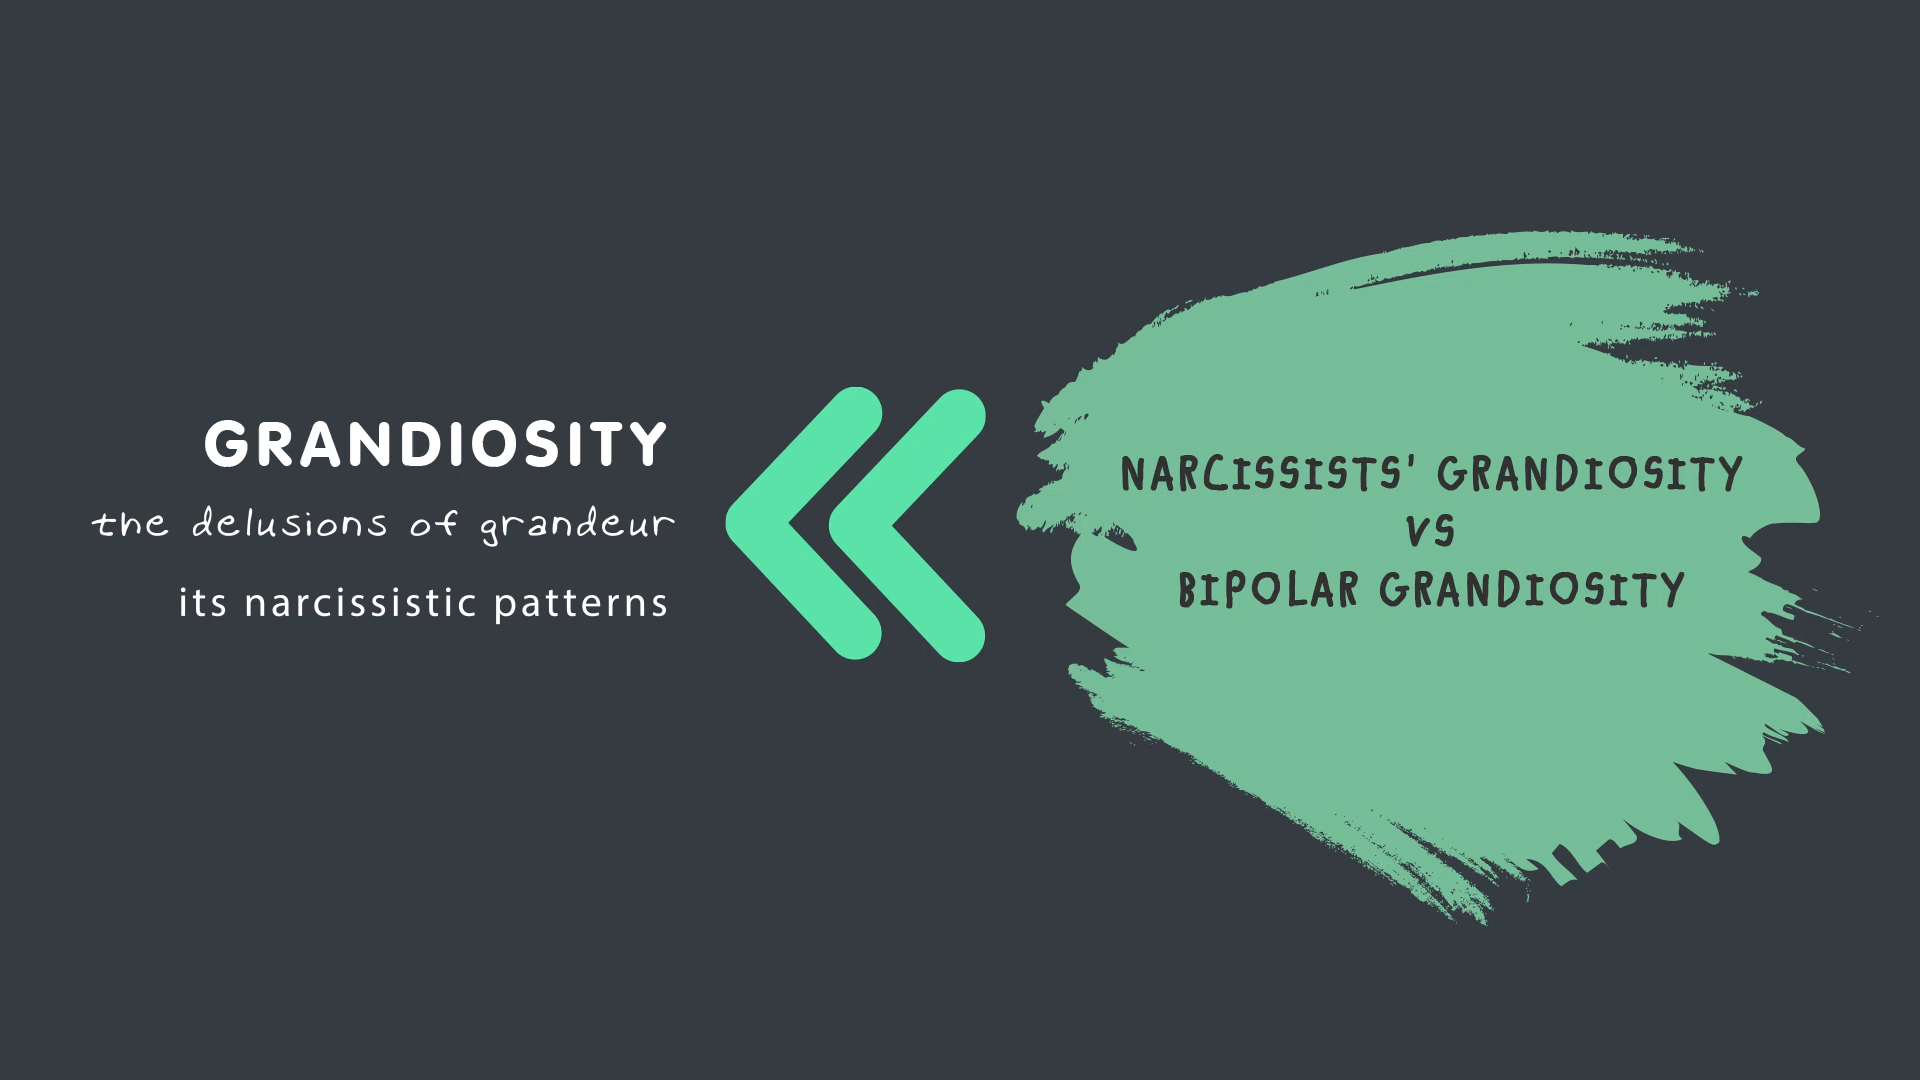 GRANDIOSITY
the delusions of grandeur
its narcissistic patterns
NARCISSISTS' GRANDIOSITY
VS
BIPOLAR GRANDIOSITY